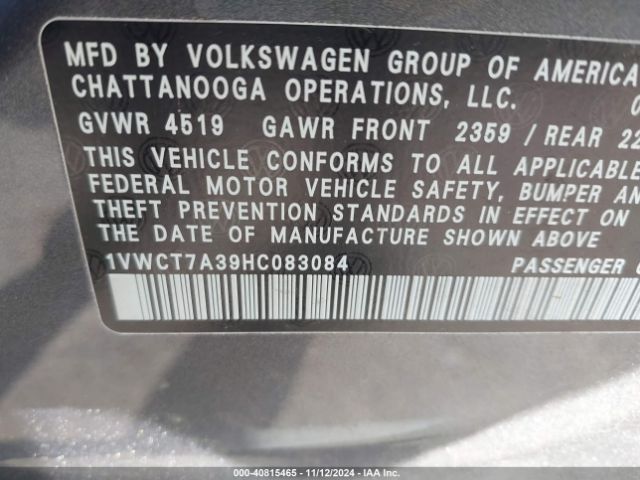 MFD BY VOLKSWAGEN GROUP OF AMERICA
CHATTANOOGA OPERATIONS, LLC.
GVWR 4519 GAWR FRONT 2359 / REAR 22
THIS VEHICLE CONFORMS TO ALL APPLICABLE
FEDERAL MOTOR VEHICLE SAFETY, BUMPER AN
THEFT PREVENTION STANDARDS IN EFFECT ON
THE DATE OF MANUFACTURE SHOWN ABOVE
1VWCT7A39HC083084 PASSENGER
000-40815465 - 11/12/2024 - IAA Inc.